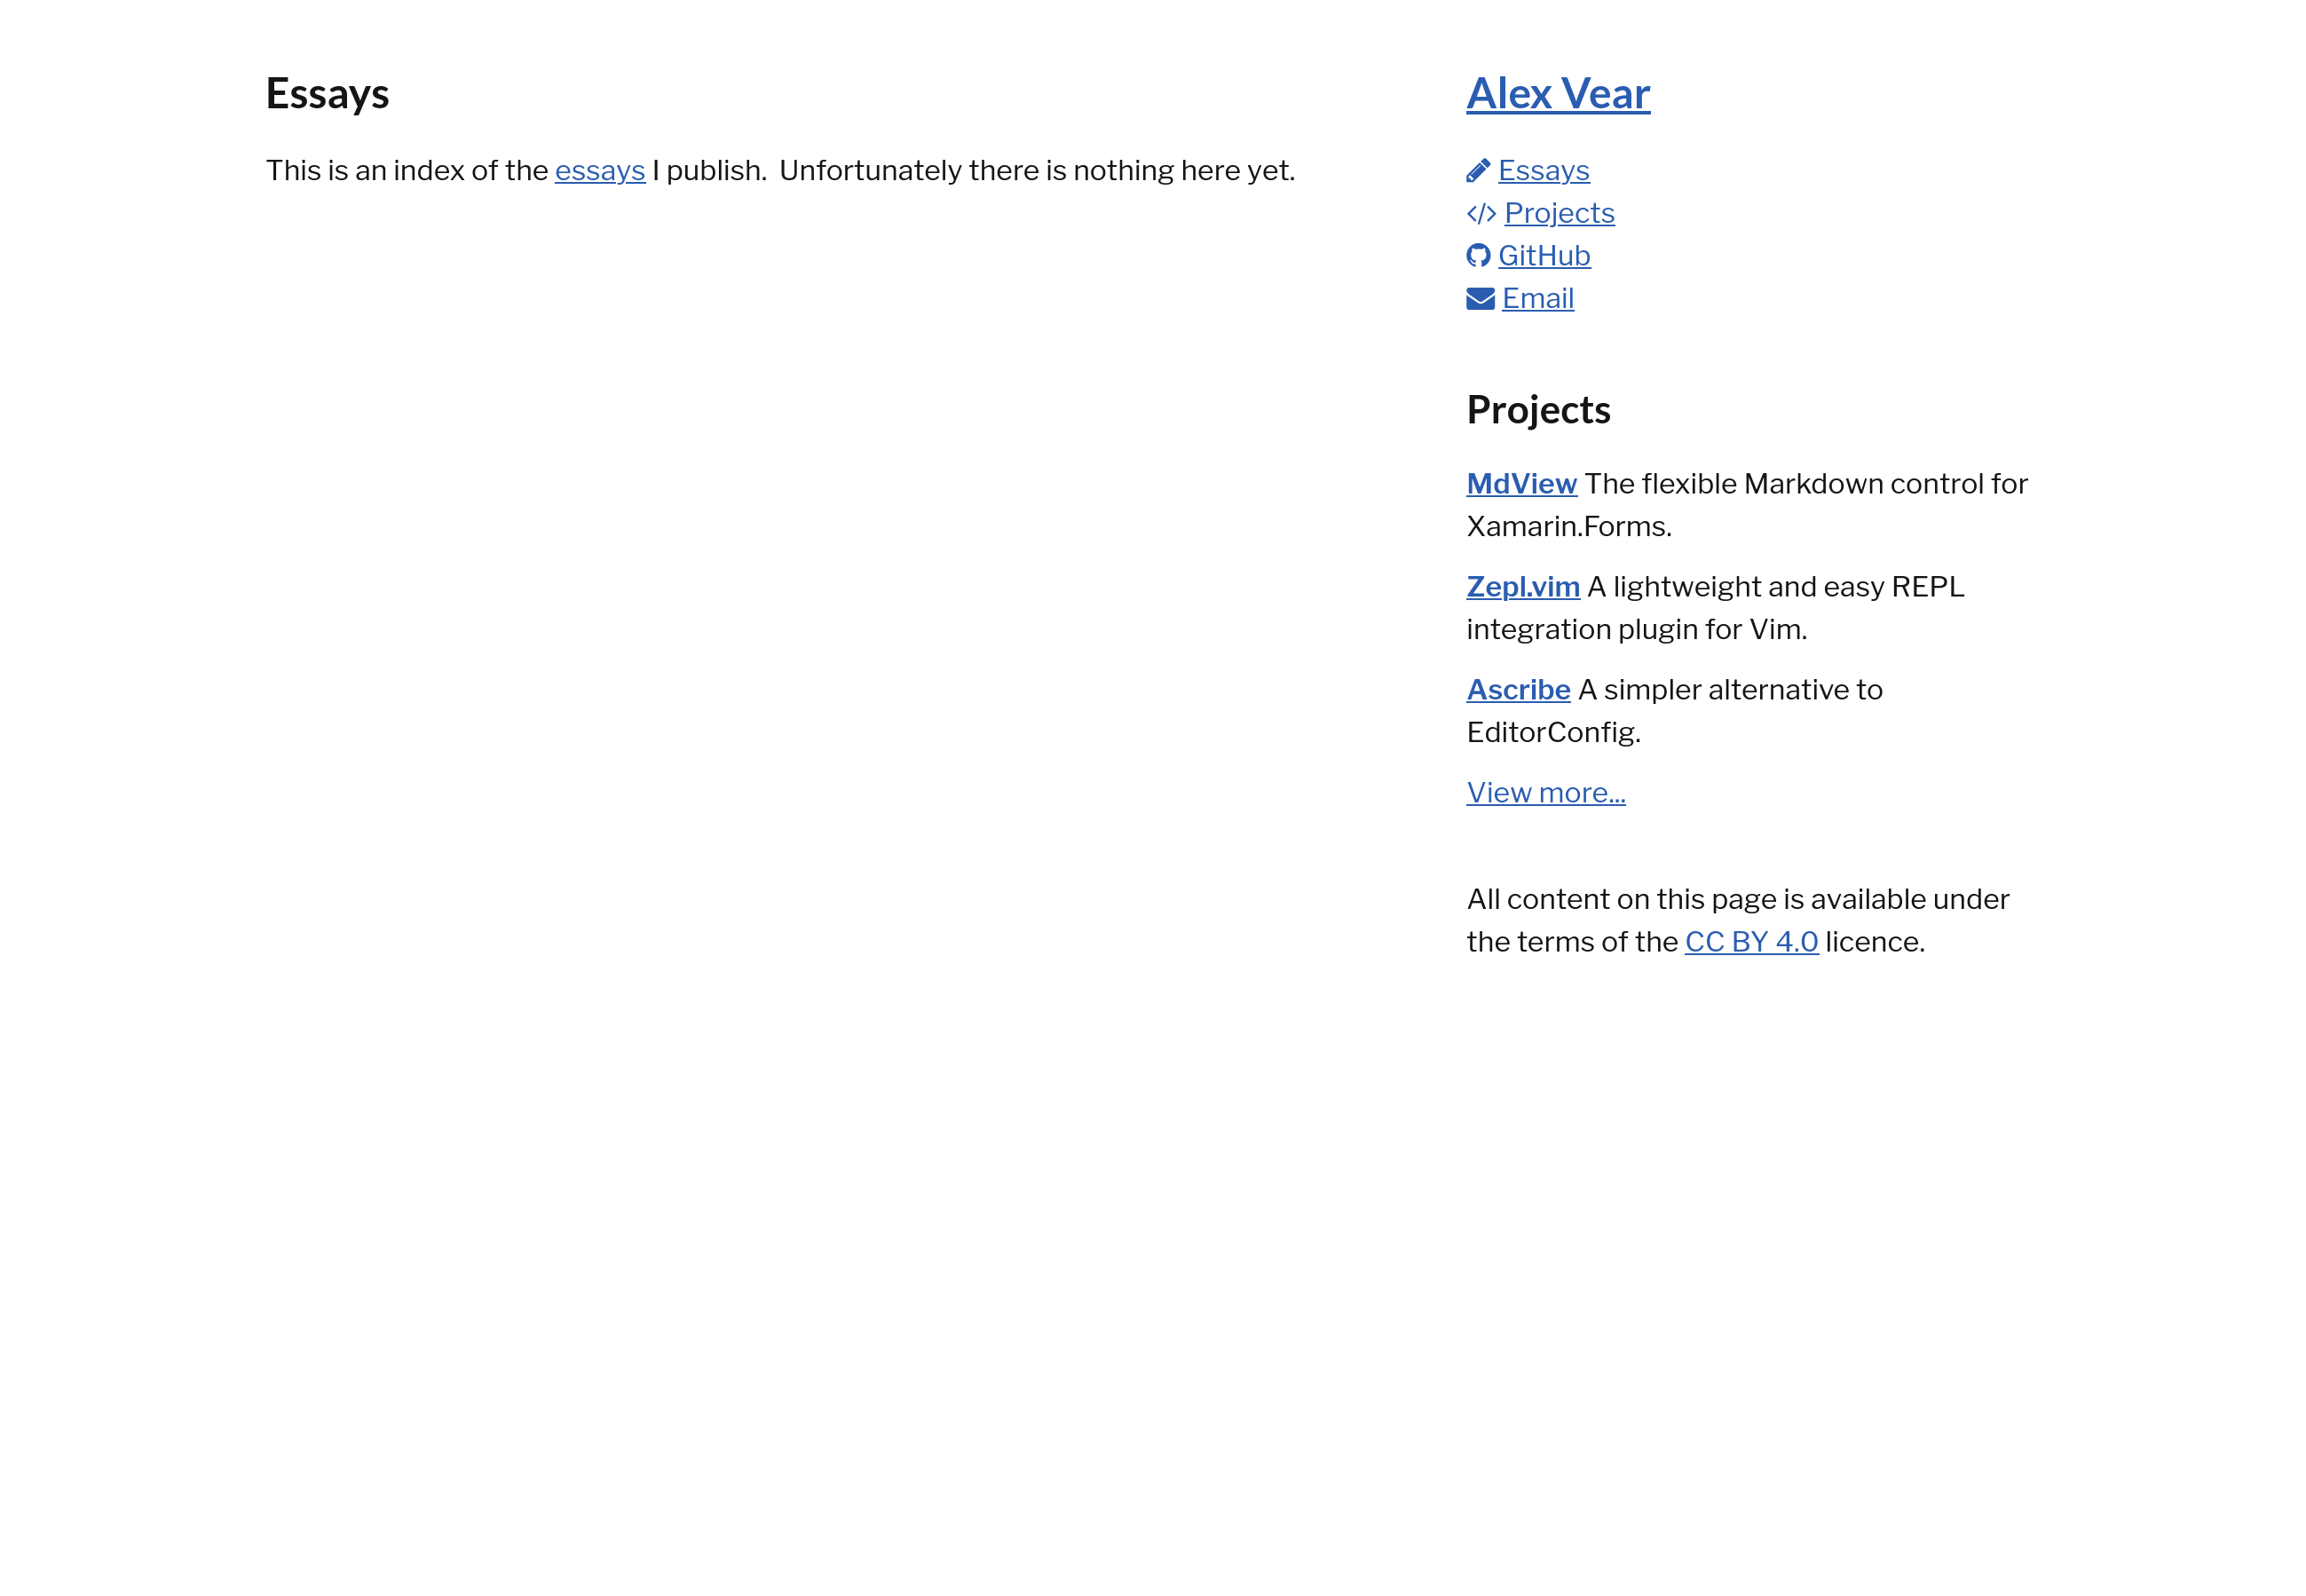 Essays
This is an index of the essays I publish.  Unfortunately there is nothing here yet.
Alex Vear
Essays
Projects
GitHub
Email
Projects
MdView The flexible Markdown control for
Xamarin.Forms.
Zepl.vim A lightweight and easy REPL
integration plugin for Vim.
Ascribe A simpler alternative to
EditorConfig.
View more...
All content on this page is available under
the terms of the CC BY 4.0 licence.